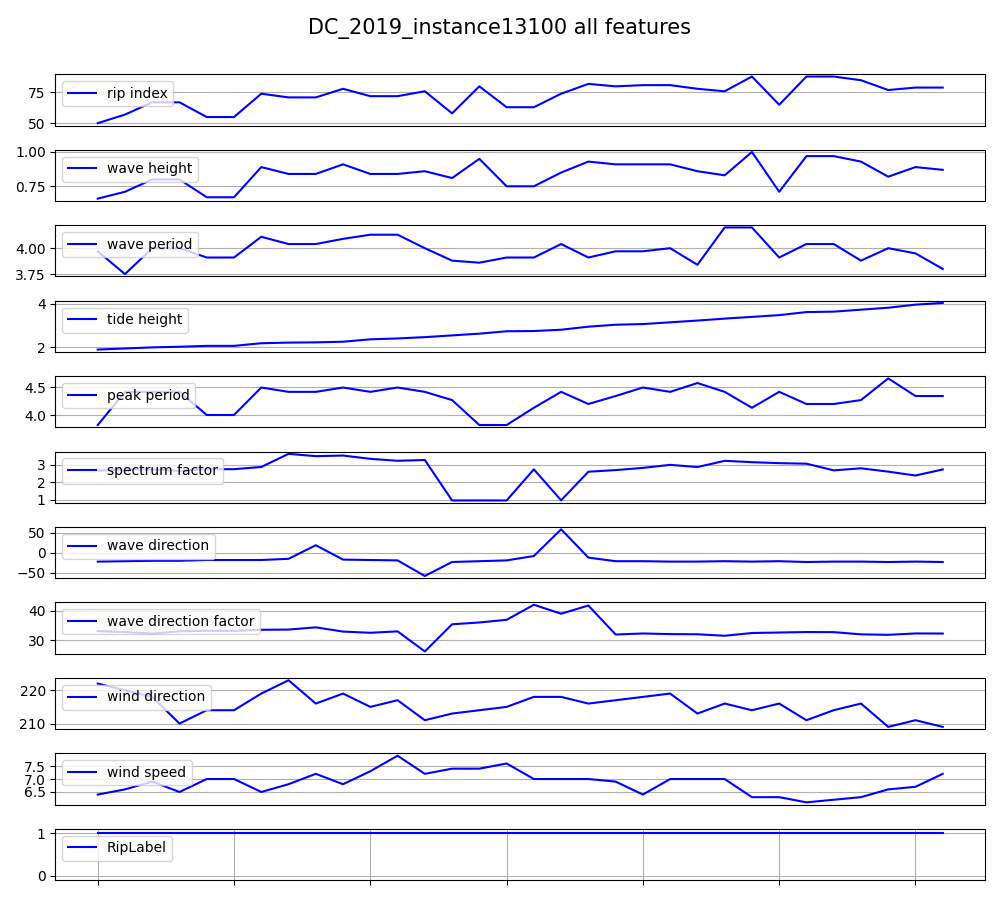 DC_2019_instance13100 all features
75
50
rip index
1.00
0.75
wave height
4.00
3.75
wave period
4
2
tide height
4.5
4.0
peak period
3
2
1
spectrum factor
50
0
−50
wave direction
40
30
wave direction factor
220
210
wind direction
7.5
7.0
6.5
wind speed
1
0
RipLabel